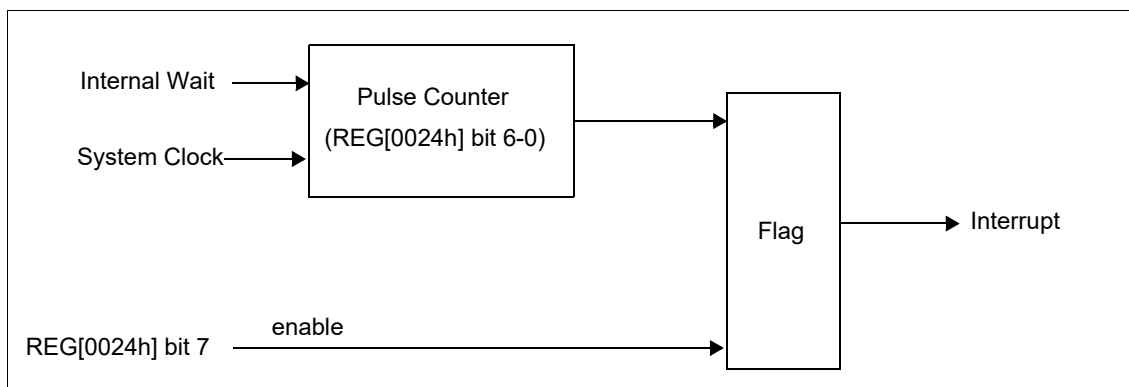 Internal Wait
Pulse Counter
(REG[0024h] bit 6-0)
System Clock
Flag
Interrupt
enable
REG[0024h] bit 7